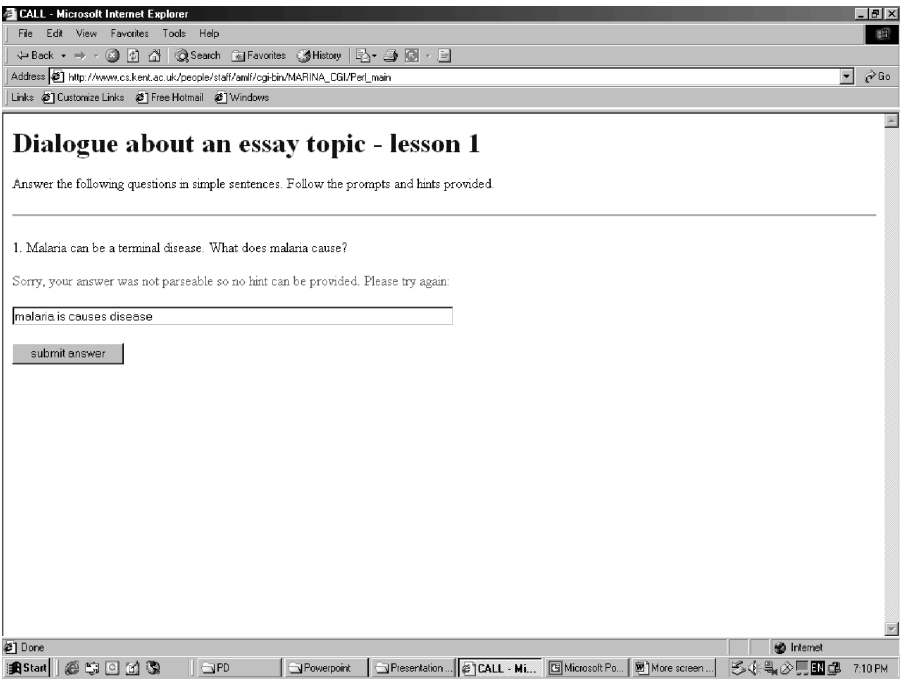 CALL - Microsoft Internet Explorer
File Edit View Favorites Tools Help
Back Search Favorites History
Address http://www.cs.kent.ac.uk/people/staff/amlf/cgi-bin/MARINA_CGI/Perl_main Go
Links Customize Links Free Hotmail Windows
Dialogue about an essay topic - lesson 1
Answer the following questions in simple sentences. Follow the prompts and hints provided.
1. Malaria can be a terminal disease. What does malaria cause?
Sorry, your answer was not parseable so no hint can be provided. Please try again:
malaria is causes disease
submit answer
Done Internet
Start PD Powerpoint Presentation ... CALL - Mi... Microsoft Po... More screen ... EN 7:10 PM